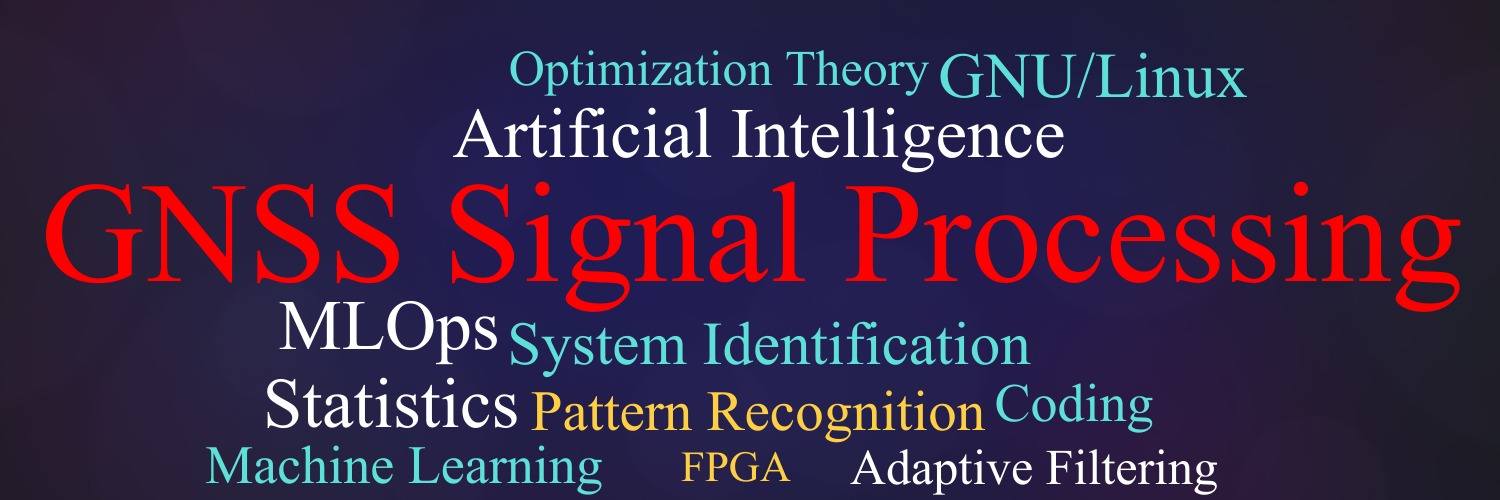 Optimization Theory GNU/Linux
Artificial Intelligence
GNSS Signal Processing
MLOps System Identification
Statistics Pattern Recognition Coding
Machine Learning FPGA Adaptive Filtering